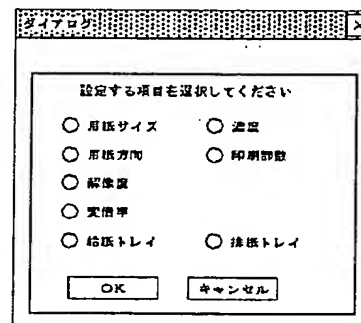 ダイアログ
設定する項目を選択してください
用紙サイズ 濃度
用紙方向 印刷部数
解像度
変倍率
給紙トレイ 排紙トレイ
OK キャンセル